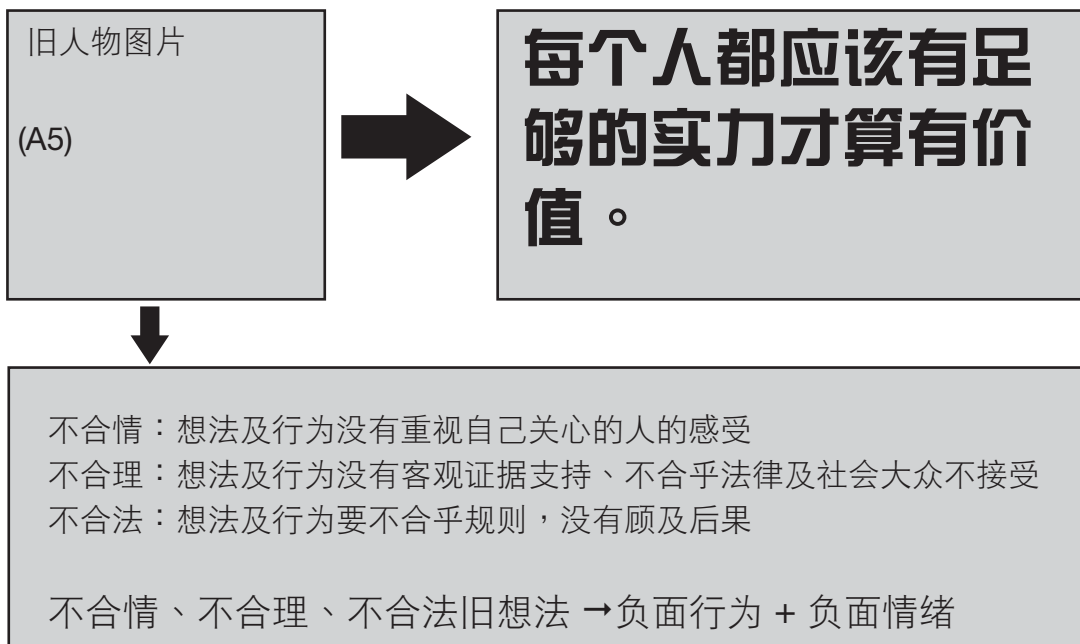 旧人物图片
(A5)
每个人都应该有足
够的实力才算有价
值。
不合情：想法及行为没有重视自己关心的人的感受
不合理：想法及行为没有客观证据支持、不合乎法律及社会大众不接受
不合法：想法及行为要不合乎规则，没有顾及后果
不合情、不合理、不合法|旧想法 →负面行为 + 负面情绪